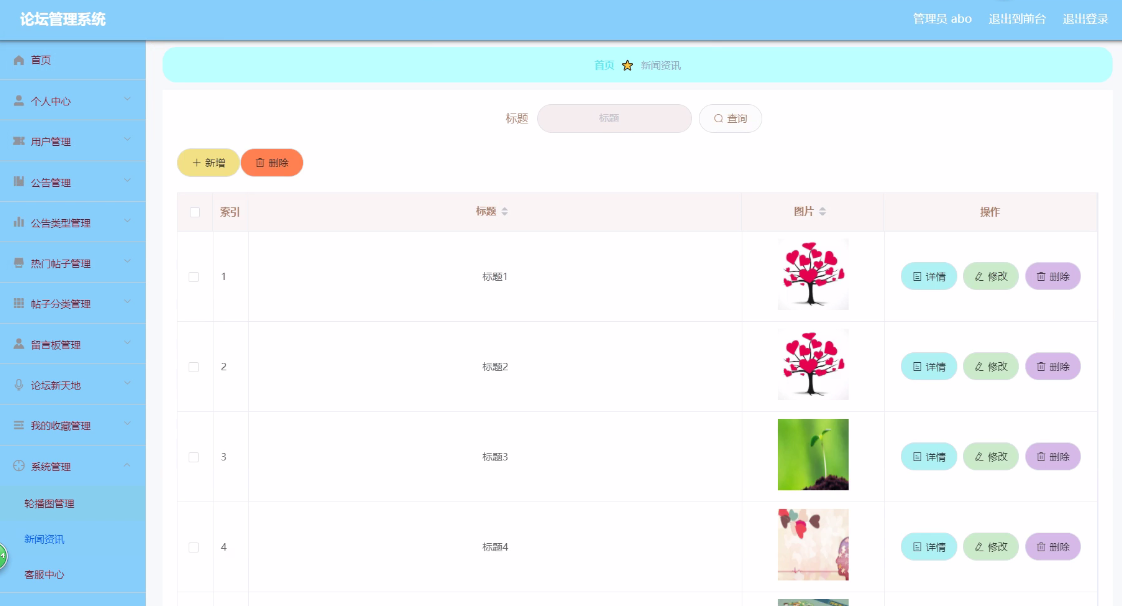 论坛管理系统
管理员 abo 退出到前台 退出登录
首页
个人中心
用户管理
公告管理
公告类型管理
热门帖子管理
帖子分类管理
留言板管理
论坛新天地
我的收藏管理
系统管理
轮播图管理
新闻资讯
客服中心
首页 新闻资讯
标题 标题 查询
新增 删除
索引 标题 图片 操作
1 标题1 详情 修改 删除
2 标题2 详情 修改 删除
3 标题3 详情 修改 删除
4 标题4 详情 修改 删除